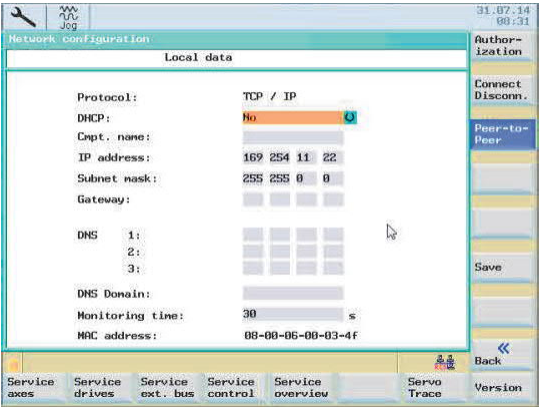 Jog
31.07.14
08:31
Network configuration
Local data
Protocol: TCP / IP
DHCP: No
Cmpt. name:
IP address: 169 254 11 22
Subnet mask: 255 255 0 0
Gateway:
DNS 1:
2:
3:
DNS Domain:
Monitoring time: 30 s
MAC address: 08-00-06-00-03-4f
Author-
ization
Connect
Disconn.
Peer-to-
Peer
Save
«
Back
Service axes
Service drives
Service ext. bus
Service control
Service overview
Servo Trace
Version